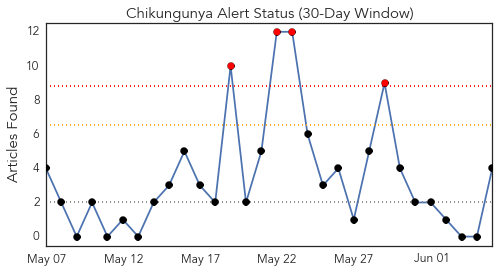 Chikungunya Alert Status (30-Day Window)
Articles Found
12
10
8
6
4
2
0
May 07
May 12
May 17
May 22
May 27
Jun 01